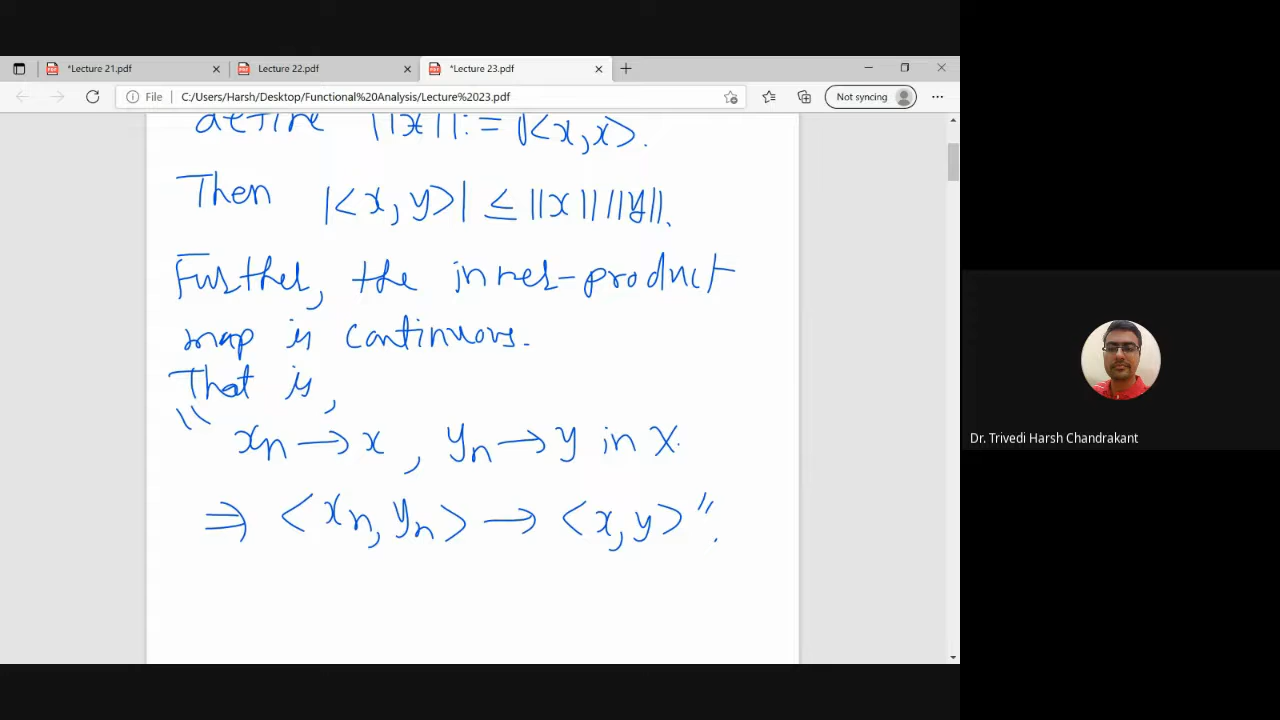 *Lecture 21.pdf
Lecture 22.pdf
*Lecture 23.pdf
File
C:/Users/Harsh/Desktop/Functional%20Analysis/Lecture%2023.pdf
Not syncing
define ||x|| := √<x,x>.
Then |<x,y>| ≤ ||x|| ||y||.
Further, the inner-product
map is continuous.
That is,
"xn → x, yn → y in X.
⇒ <xn, yn> → <x,y>".
Dr. Trivedi Harsh Chandrakant